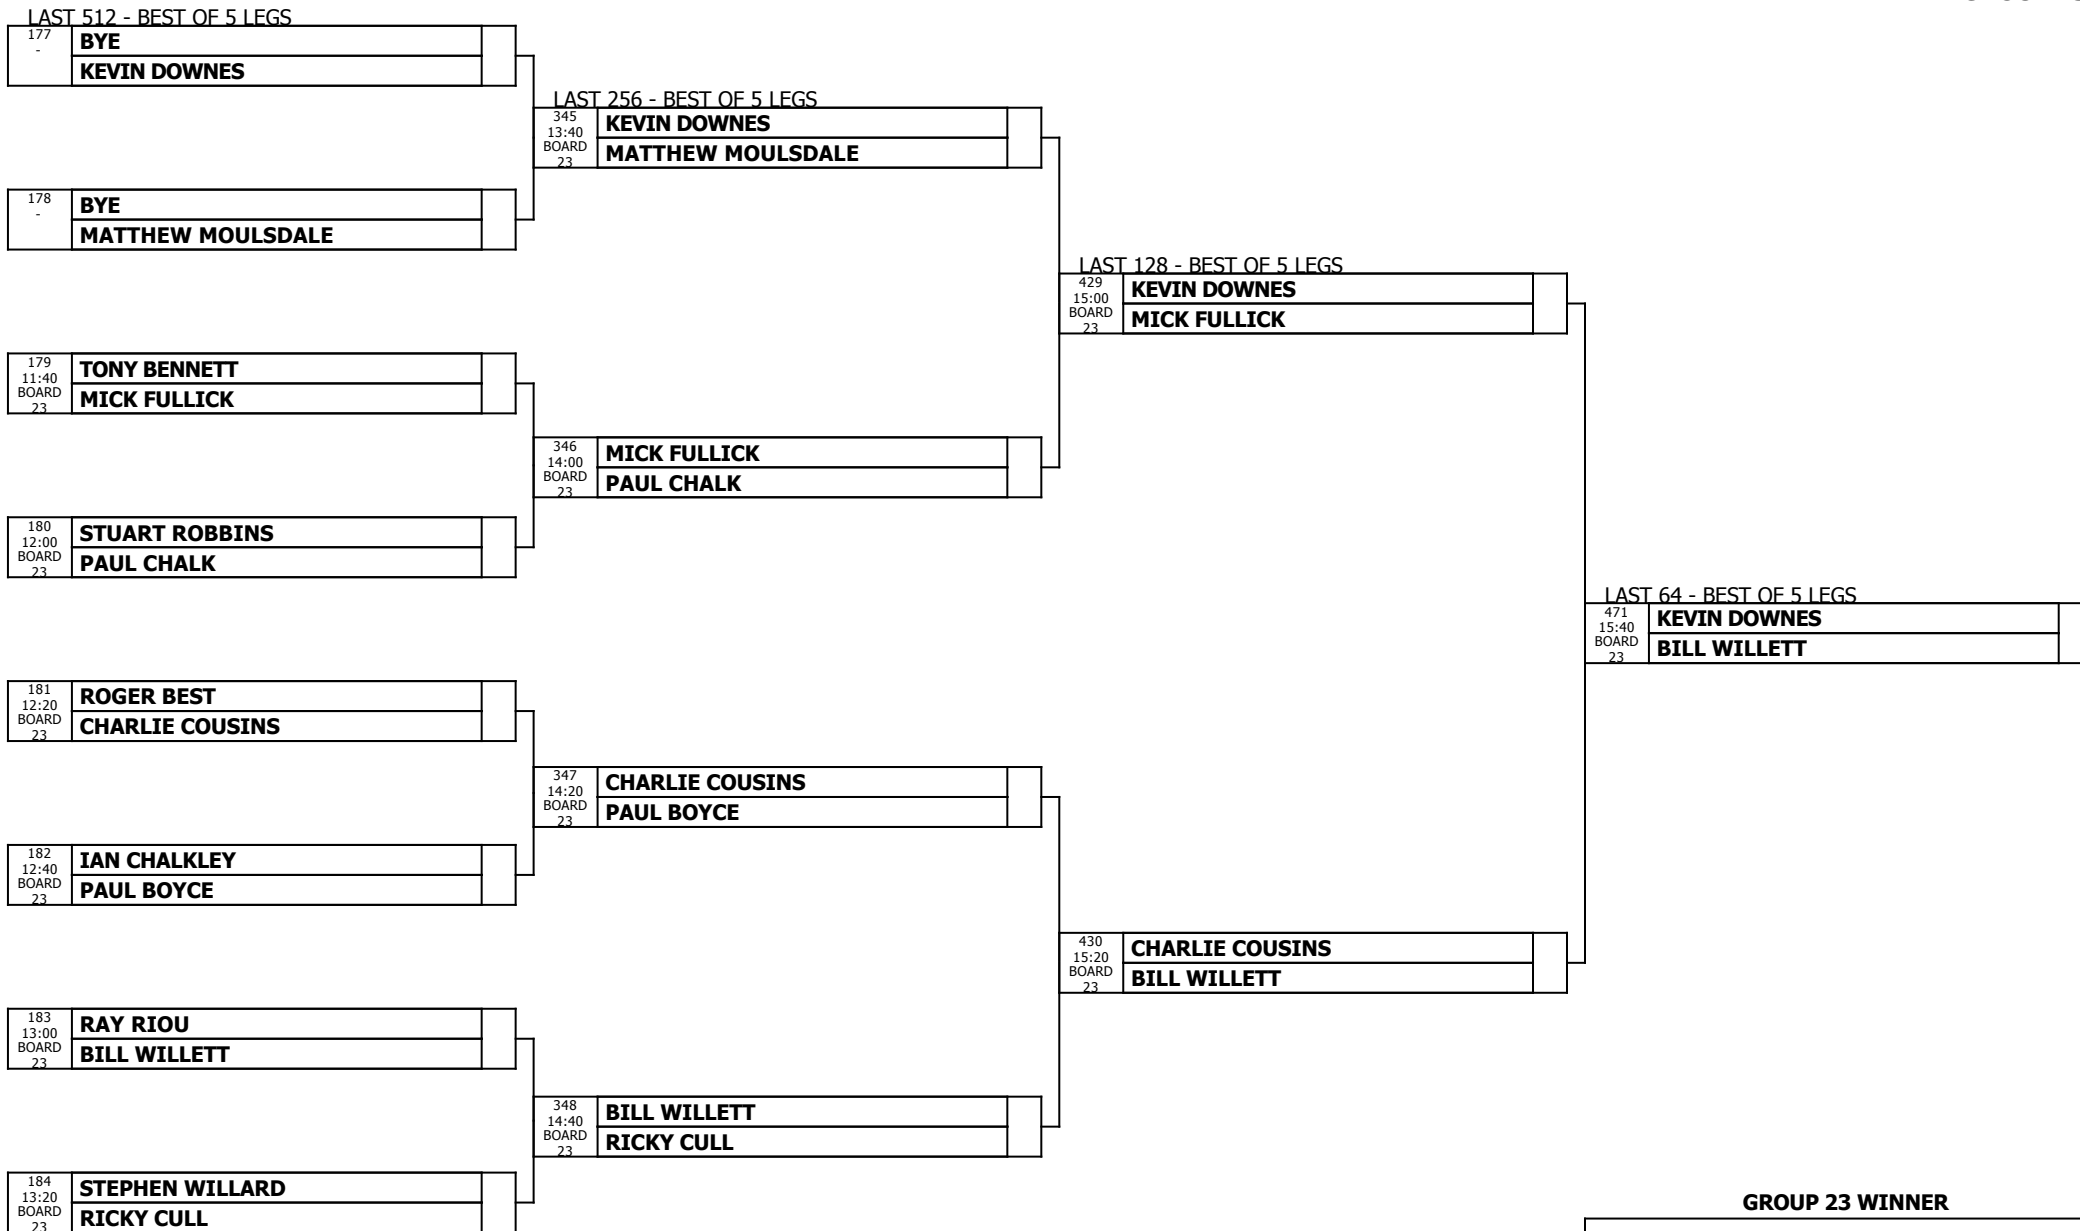 LAST 512 - BEST OF 5 LEGS
177
-
BYE
KEVIN DOWNES
178
-
BYE
MATTHEW MOULSDALE
179
11:40
BOARD
23
TONY BENNETT
MICK FULLICK
180
12:00
BOARD
23
STUART ROBBINS
PAUL CHALK
181
12:20
BOARD
23
ROGER BEST
CHARLIE COUSINS
182
12:40
BOARD
23
IAN CHALKLEY
PAUL BOYCE
183
13:00
BOARD
23
RAY RIOU
BILL WILLETT
184
13:20
BOARD
23
STEPHEN WILLARD
RICKY CULL
LAST 256 - BEST OF 5 LEGS
345
13:40
BOARD
23
KEVIN DOWNES
MATTHEW MOULSDALE
346
14:00
BOARD
23
MICK FULLICK
PAUL CHALK
347
14:20
BOARD
23
CHARLIE COUSINS
PAUL BOYCE
348
14:40
BOARD
23
BILL WILLETT
RICKY CULL
LAST 128 - BEST OF 5 LEGS
429
15:00
BOARD
23
KEVIN DOWNES
MICK FULLICK
430
15:20
BOARD
23
CHARLIE COUSINS
BILL WILLETT
LAST 64 - BEST OF 5 LEGS
471
15:40
BOARD
23
KEVIN DOWNES
BILL WILLETT
GROUP 23 WINNER